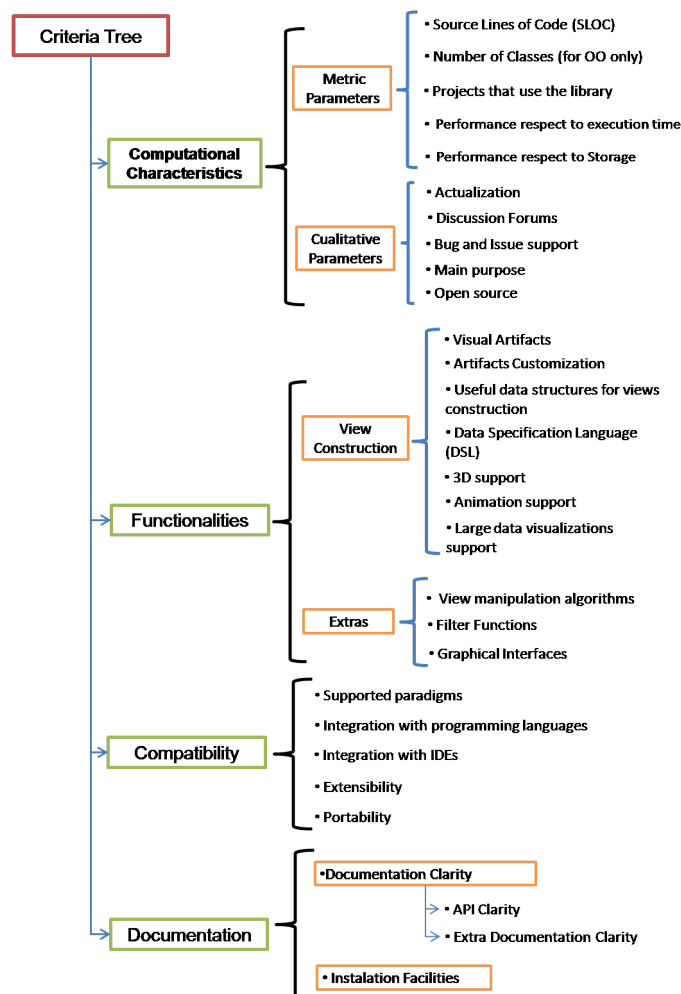 Criteria Tree
Computational
Characteristics
Metric
Parameters
• Source Lines of Code (SLOC)
• Number of Classes (for OO only)
• Projects that use the library
• Performance respect to execution time
• Performance respect to Storage
Cualitative
Parameters
• Actualization
• Discussion Forums
• Bug and Issue support
• Main purpose
• Open source
Functionalities
View
Construction
• Visual Artifacts
• Artifacts Customization
• Useful data structures for views
construction
• Data Specification Language
(DSL)
• 3D support
• Animation support
• Large data visualizations
support
Extras
• View manipulation algorithms
• Filter Functions
• Graphical Interfaces
Compatibility
• Supported paradigms
• Integration with programming languages
• Integration with IDEs
• Extensibility
• Portability
Documentation
•Documentation Clarity
• API Clarity
• Extra Documentation Clarity
• Instalation Facilities